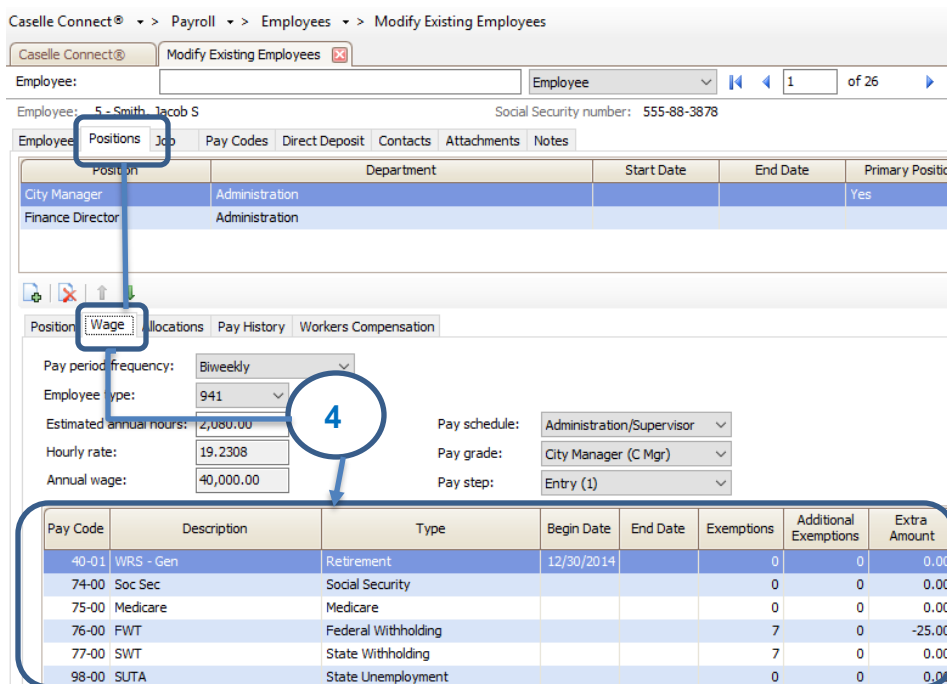 Caselle Connect® > Payroll > Employees > Modify Existing Employees
Caselle Connect® Modify Existing Employees
Employee: Employee 1 of 26
Employee: 5 - Smith, Jacob S Social Security number: 555-88-3878
Employee Positions Job Pay Codes Direct Deposit Contacts Attachments Notes
Position Department Start Date End Date Primary Positio
City Manager Administration Yes
Finance Director Administration
Position Wage Allocations Pay History Workers Compensation
Pay period frequency: Biweekly
Employee type: 941
4
Estimated annual hours: 2,080.00 Pay schedule: Administration/Supervisor
Hourly rate: 19.2308 Pay grade: City Manager (C Mgr)
Annual wage: 40,000.00 Pay step: Entry (1)
Pay Code Description Type Begin Date End Date Exemptions Additional Exemptions Extra Amount
40-01 WRS - Gen Retirement 12/30/2014 0 0 0.00
74-00 Soc Sec Social Security 0 0 0.00
75-00 Medicare Medicare 0 0 0.00
76-00 FWT Federal Withholding 7 0 -25.00
77-00 SWT State Withholding 7 0 0.00
98-00 SUTA State Unemployment 0 0 0.00